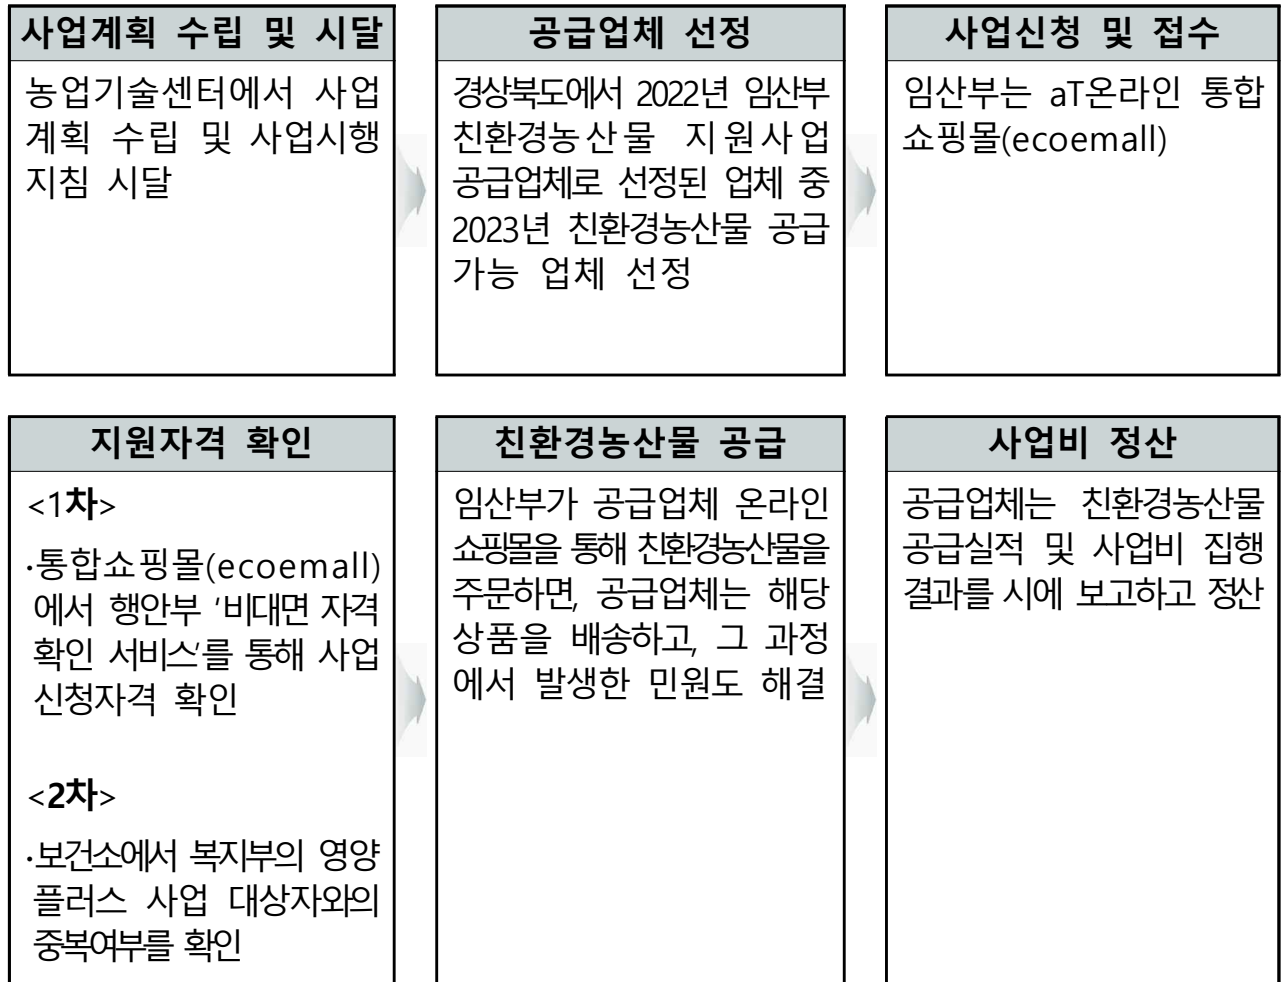 사업계획 수립 및 시달
농업기술센터에서 사업
계획 수립 및 사업시행
지침 시달
공급업체 선정
경상북도에서 2022년 임산부
친환경농산물 지원사업
공급업체로 선정된 업체 중
2023년 친환경농산물 공급
가능 업체 선정
사업신청 및 접수
임산부는 aT온라인 통합
쇼핑몰(ecoemall)
지원자격 확인
<1차>
·통합쇼핑몰(ecoemall)
에서 행안부 '비대면 자격
확인 서비스'를 통해 사업
신청자격 확인
<2차>
·보건소에서 복지부의 영양
플러스 사업 대상자와의
중복여부를 확인
친환경농산물 공급
임산부가 공급업체 온라인
쇼핑몰을 통해 친환경농산물을
주문하면, 공급업체는 해당
상품을 배송하고, 그 과정
에서 발생한 민원도 해결
사업비 정산
공급업체는 친환경농산물
공급실적 및 사업비 집행
결과를 시에 보고하고 정산